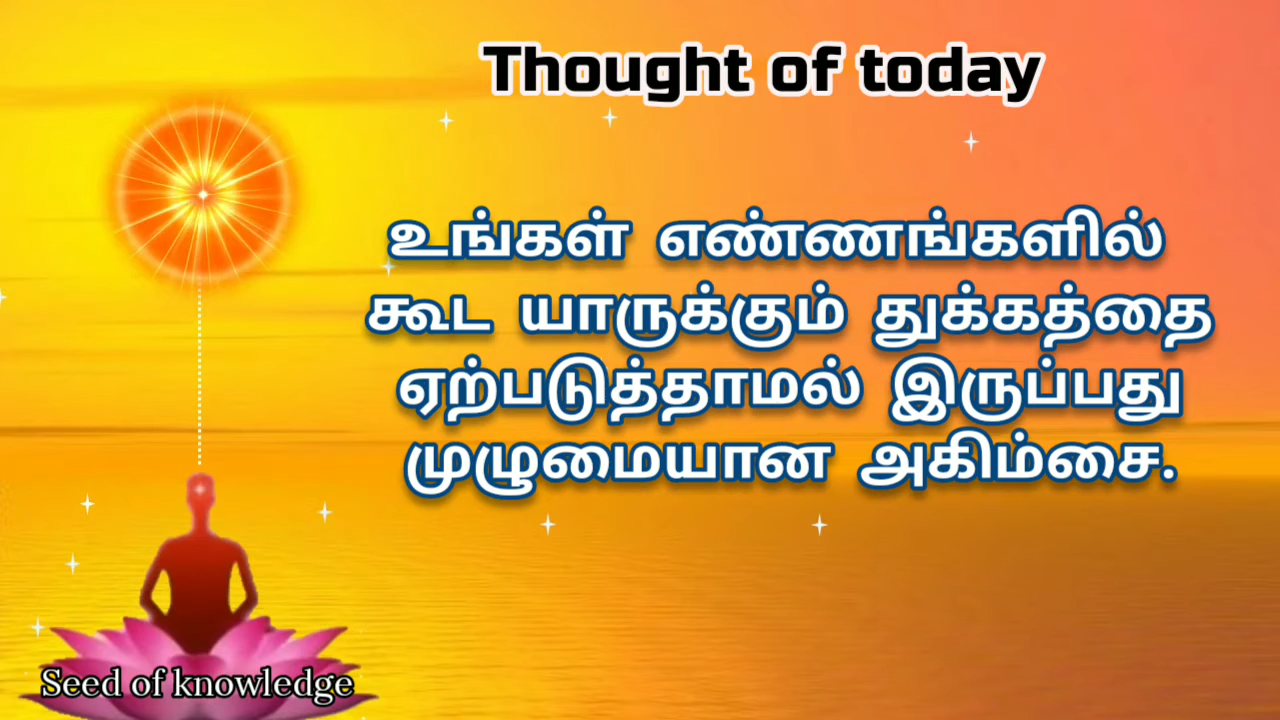 Thought of today
உங்கள் எண்ணங்களில்
கூட யாருக்கும் துக்கத்தை
ஏற்படுத்தாமல் இருப்பது
முழுமையான அகிம்சை.
Seed of knowledge